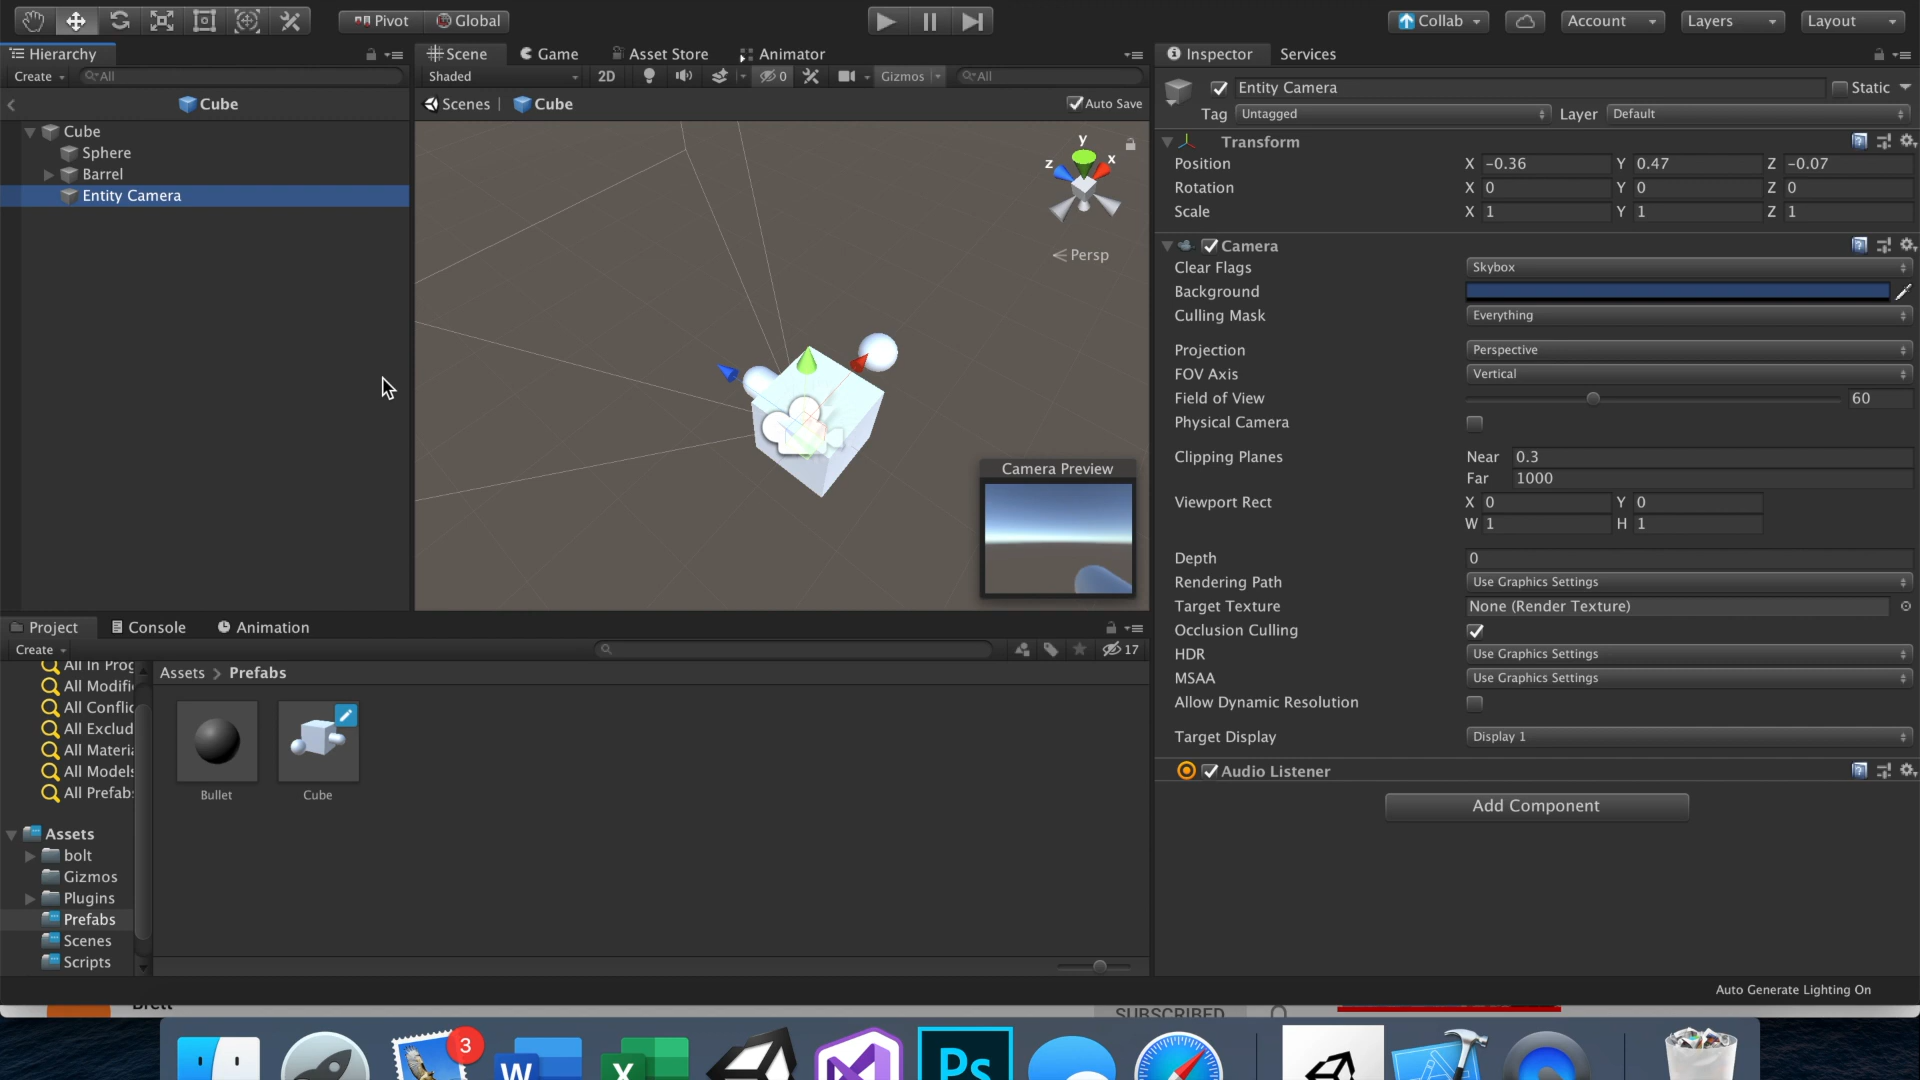 Pivot Global Collab Account Layers Layout
Hierarchy Scene Game Asset Store Animator Inspector Services
Create All Shaded 2D 0 Gizmos All Entity Camera Static
Cube Scenes | Cube Auto Save Tag Untagged Layer Default
Cube
Sphere
Barrel
Entity Camera
y
z x
Persp
Camera Preview
Transform
Position X -0.36 Y 0.47 Z -0.07
Rotation X 0 Y 0 Z 0
Scale X 1 Y 1 Z 1
Camera
Clear Flags Skybox
Background
Culling Mask Everything
Projection Perspective
FOV Axis Vertical
Field of View 60
Physical Camera
Clipping Planes Near 0.3
Far 1000
Viewport Rect X 0 Y 0
W 1 H 1
Depth 0
Rendering Path Use Graphics Settings
Target Texture None (Render Texture)
Occlusion Culling
HDR Use Graphics Settings
MSAA Use Graphics Settings
Allow Dynamic Resolution
Target Display Display 1
Audio Listener
Add Component
Project Console Animation
Create 17
All In Prog
All Modifi
All Conflic
All Exclud
All Materia
All Models
All Prefab
Assets
bolt
Gizmos
Plugins
Prefabs
Scenes
Scripts
Assets > Prefabs
Bullet Cube
Auto Generate Lighting On
Brett SUBSCRIBED
3 W X Ps